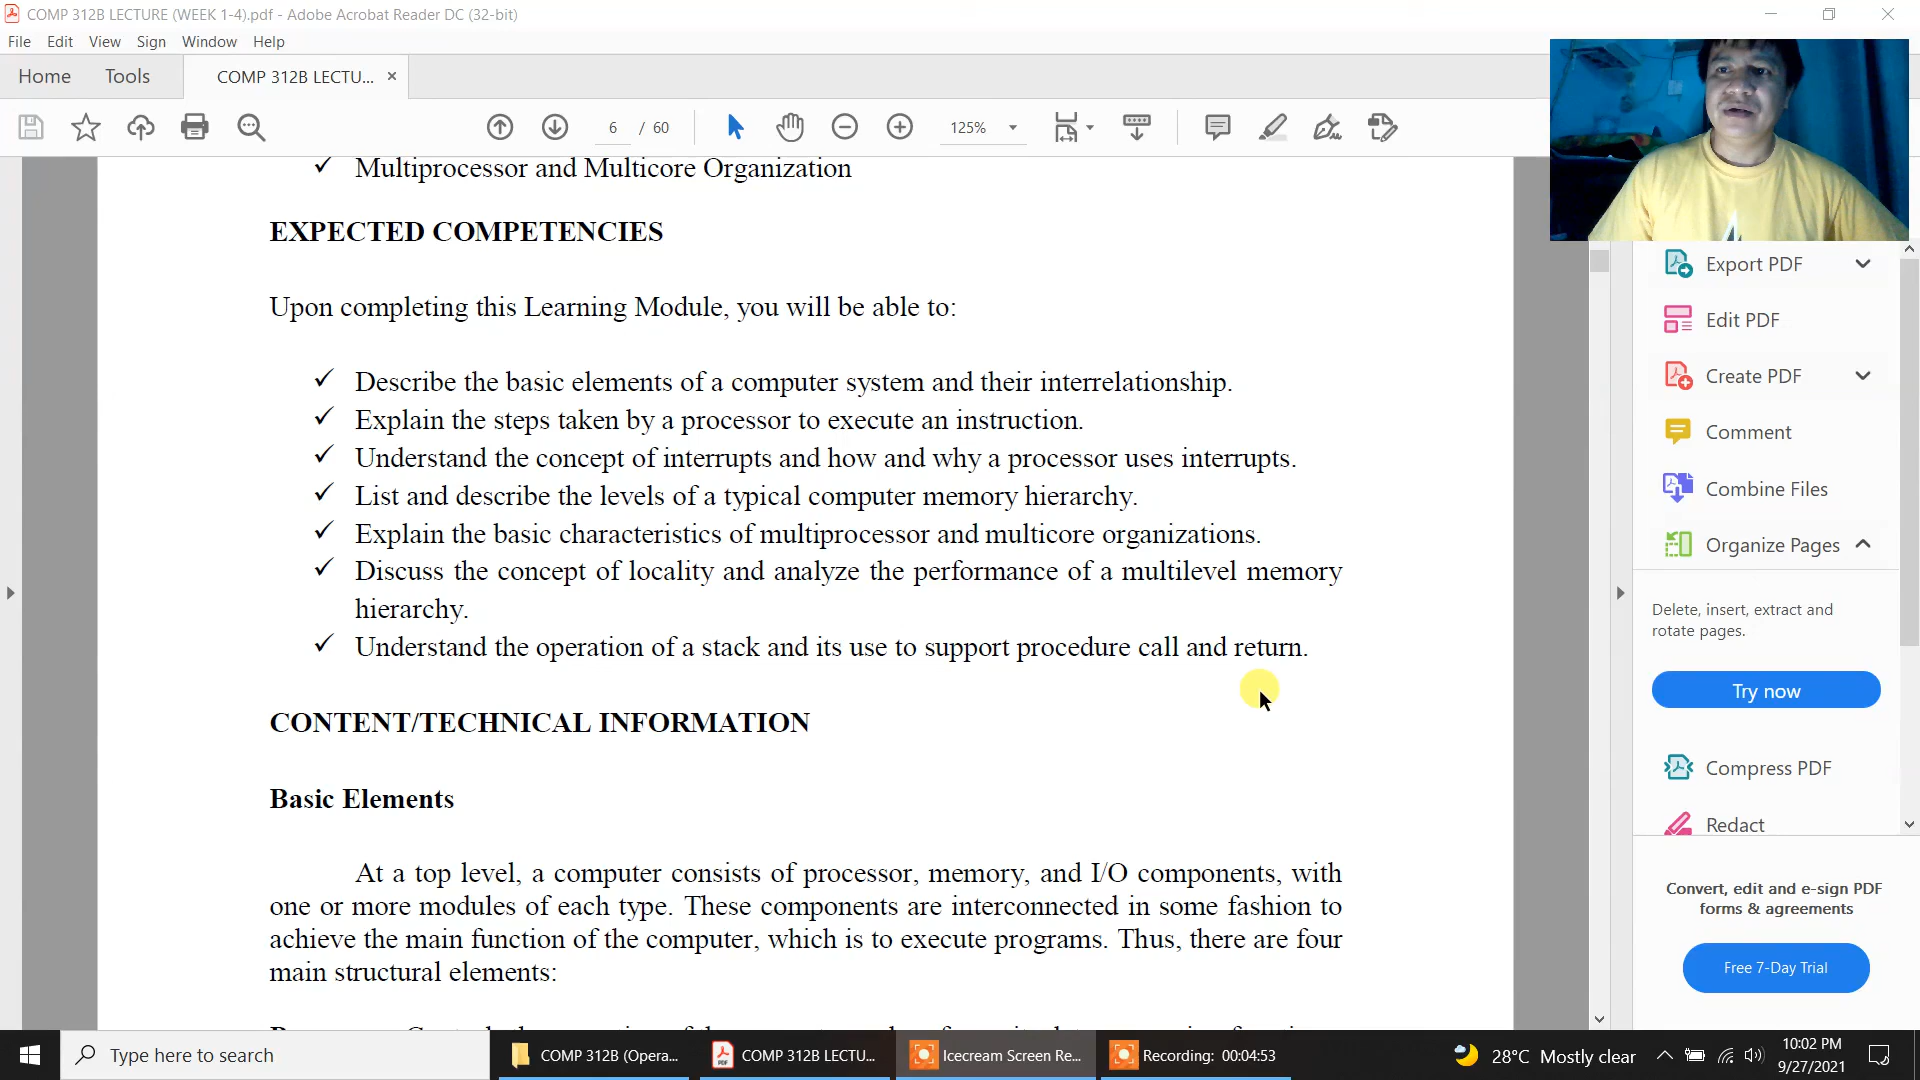 COMP 312B LECTURE (WEEK 1-4).pdf - Adobe Acrobat Reader DC (32-bit)
File Edit View Sign Window Help
Home Tools COMP 312B LECTU... ×
6 / 60 125%
✓ Multiprocessor and Multicore Organization
EXPECTED COMPETENCIES
Upon completing this Learning Module, you will be able to:
✓ Describe the basic elements of a computer system and their interrelationship.
✓ Explain the steps taken by a processor to execute an instruction.
✓ Understand the concept of interrupts and how and why a processor uses interrupts.
✓ List and describe the levels of a typical computer memory hierarchy.
✓ Explain the basic characteristics of multiprocessor and multicore organizations.
✓ Discuss the concept of locality and analyze the performance of a multilevel memory
hierarchy.
✓ Understand the operation of a stack and its use to support procedure call and return.
CONTENT/TECHNICAL INFORMATION
Basic Elements
At a top level, a computer consists of processor, memory, and I/O components, with
one or more modules of each type. These components are interconnected in some fashion to
achieve the main function of the computer, which is to execute programs. Thus, there are four
main structural elements:
Export PDF
Edit PDF
Create PDF
Comment
Combine Files
Organize Pages
Delete, insert, extract and
rotate pages.
Try now
Compress PDF
Redact
Convert, edit and e-sign PDF
forms & agreements
Free 7-Day Trial
Type here to search
COMP 312B (Opera...
COMP 312B LECTU...
Icecream Screen Re...
Recording: 00:04:53
28°C Mostly clear
10:02 PM
9/27/2021